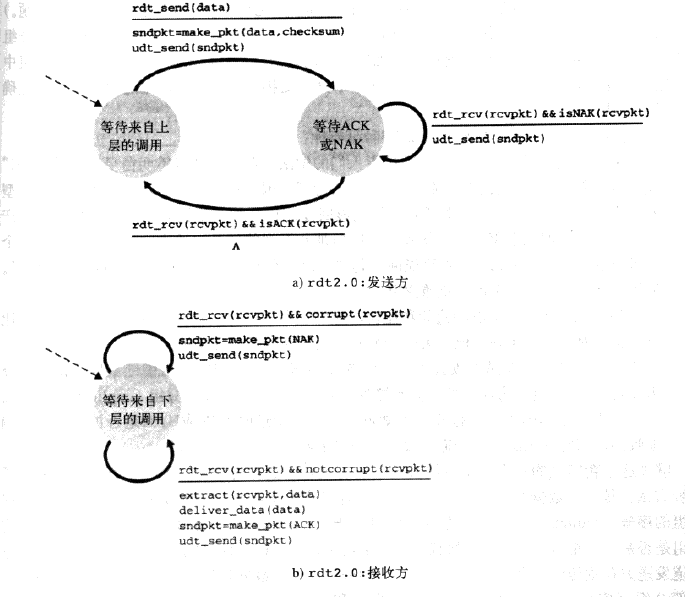 rdt_send(data)
sndpkt=make_pkt(data,checksum)
udt_send(sndpkt)
等待来自上
层的调用
等待ACK
或NAK
rdt_rcv(rcvpkt)&&isNAK(rcvpkt)
udt_send(sndpkt)
rdt_rcv(rcvpkt)&&isACK(rcvpkt)
Λ
a) rdt2.0:发送方
rdt_rcv(rcvpkt)&&corrupt(rcvpkt)
sndpkt=make_pkt(NAK)
udt_send(sndpkt)
等待来自下
层的调用
rdt_rcv(rcvpkt)&&notcorrupt(rcvpkt)
extract(rcvpkt,data)
deliver_data(data)
sndpkt=make_pkt(ACK)
udt_send(sndpkt)
b) rdt2.0:接收方